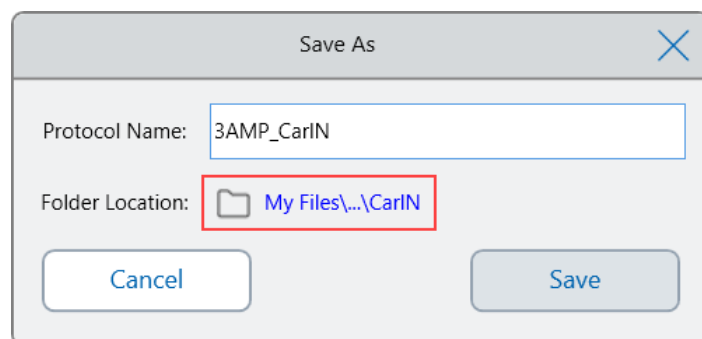 Save As
Protocol Name: 3AMP_CarIN
Folder Location: My Files\...\CarIN
Cancel Save